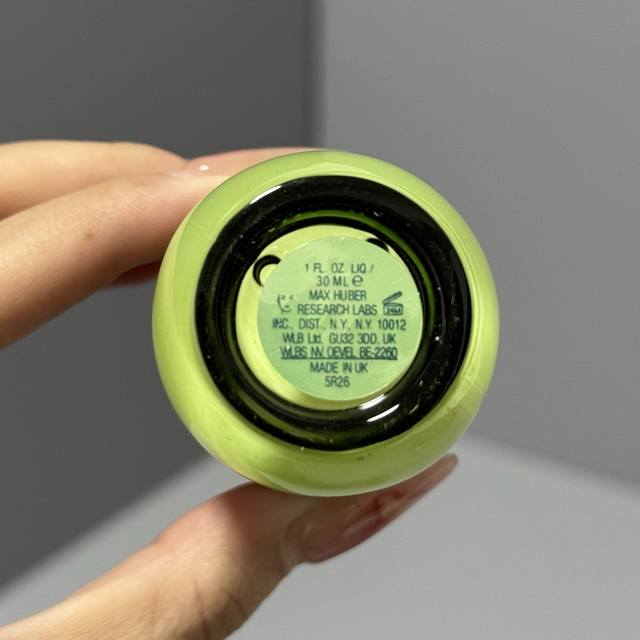 1 FL. OZ. LIQ./
30 ML ℮
MAX HUBER
RESEARCH LABS
INC., DIST., N.Y., N.Y. 10012
WLB Ltd, GU32 3DD, UK
WLBS NV OEVEL BE-2260
MADE IN UK
5R26